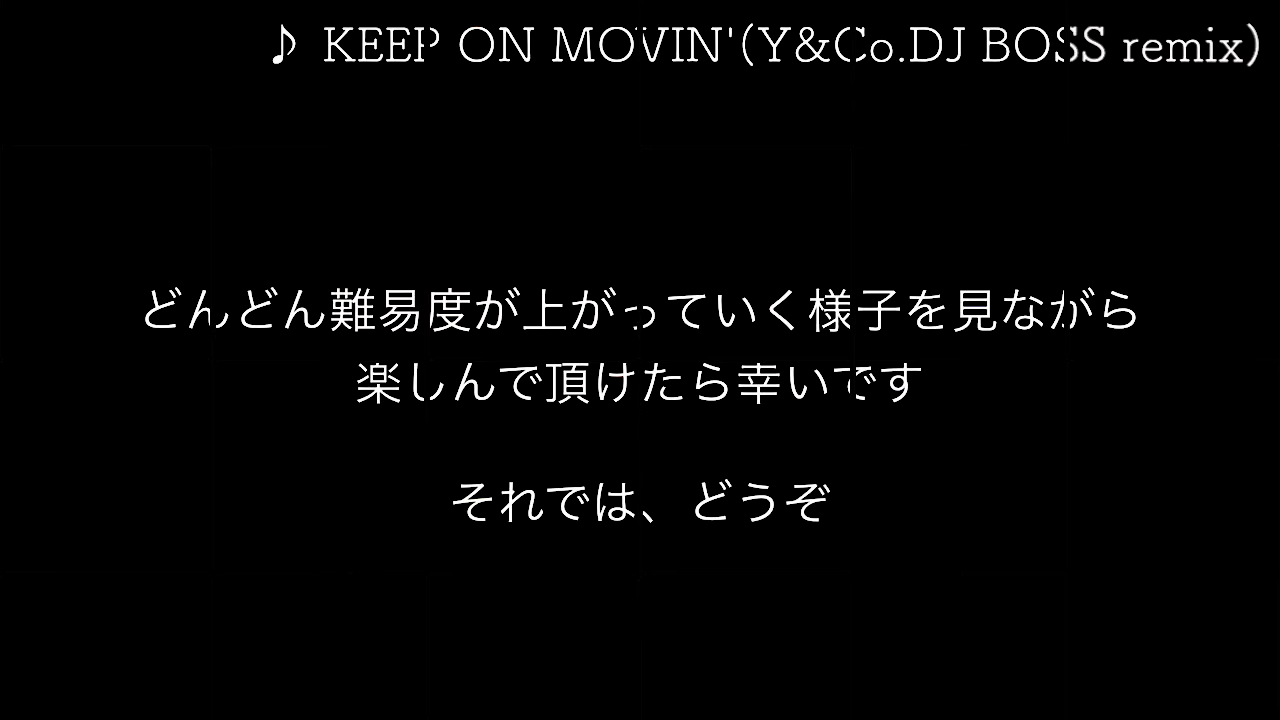 ♪ KEEP ON MOVIN'(Y&Co.DJ BOSS remix)
どんどん難易度が上がっていく様子を見ながら
楽しんで頂けたら幸いです
それでは、どうぞ